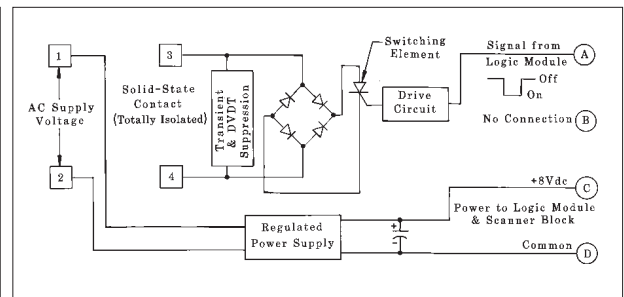 1
AC Supply
Voltage
2
3
Solid-State
Contact
(Totally Isolated)
4
Transient
& DVDT
Suppression
Switching
Element
Drive
Circuit
Signal from
Logic Module
Off
On
A
No Connection
B
+8Vdc
C
Power to Logic Module
& Scanner Block
Regulated
Power Supply
+
-
Common
D